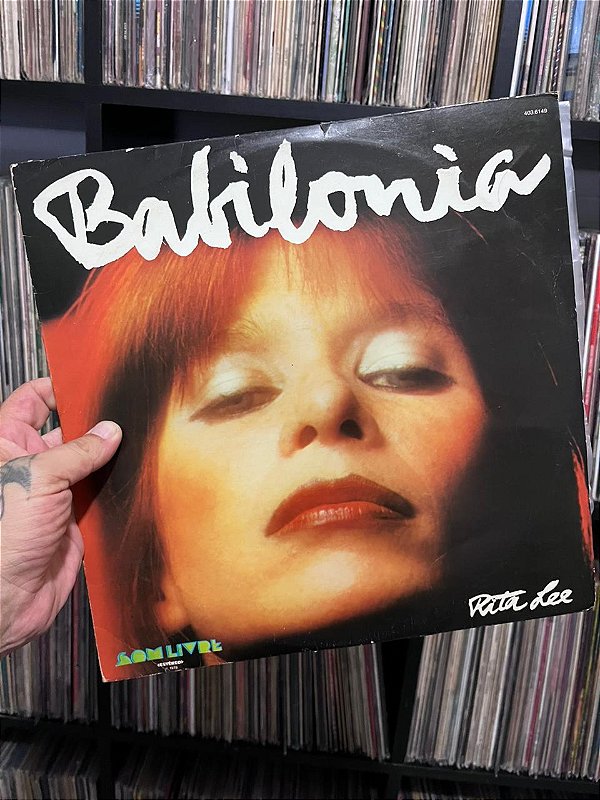 403.6149
Babilonia
Rita Lee
SOM LIVRE